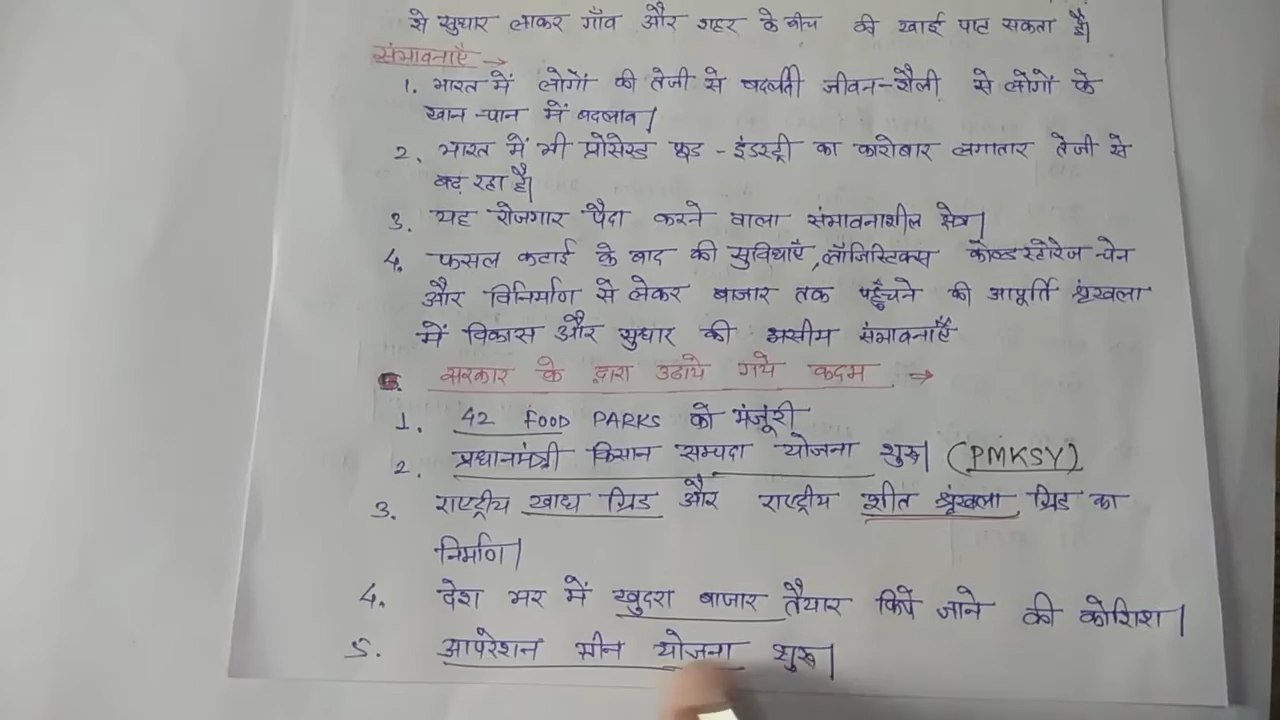 से सुधार लाकर गाँव और शहर के बीच की खाई पाट सकता है।
संभावनाएँ →
1. भारत में लोगों की तेजी से बदलती जीवन-शैली से लोगों के
खान-पान में बदलाव।
2. भारत में भी प्रोसेस्ड फूड - इंडस्ट्री का कारोबार लगातार तेजी से
बढ़ रहा है।
3. यह रोजगार पैदा करने वाला संभावनाशील क्षेत्र।
4. फसल कटाई के बाद की सुविधाएँ, लॉजिस्टिक्स कोल्डस्टोरेज चेन
और विनिर्माण से लेकर बाजार तक पहुँचने की आपूर्ति श्रृंखला
में विकास और सुधार की असीम संभावनाएँ
सरकार के द्वारा उठाये गये कदम →
1. 42 FOOD PARKS को मंजूरी
2. प्रधानमंत्री किसान सम्पदा योजना शुरू। (PMKSY)
3. राष्ट्रीय खाद्य ग्रिड और राष्ट्रीय शीत श्रृंखला ग्रिड का
निर्माण।
4. देश भर में खुदरा बाजार तैयार किये जाने की कोशिश।
5. आपरेशन ग्रीन योजना शुरू।